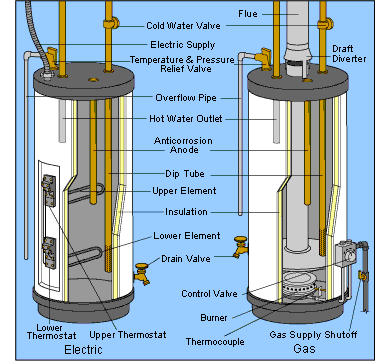 Flue
Cold Water Valve
Electric Supply
Draft
Diverter
Temperature & Pressure
Relief Valve
Overflow Pipe
Hot Water Outlet
Anticorrosion
Anode
Dip Tube
Upper Element
Insulation
Lower Element
Drain Valve
Control Valve
Burner
Lower
Thermostat
Upper Thermostat
Thermocouple
Gas Supply Shutoff
Electric
Gas